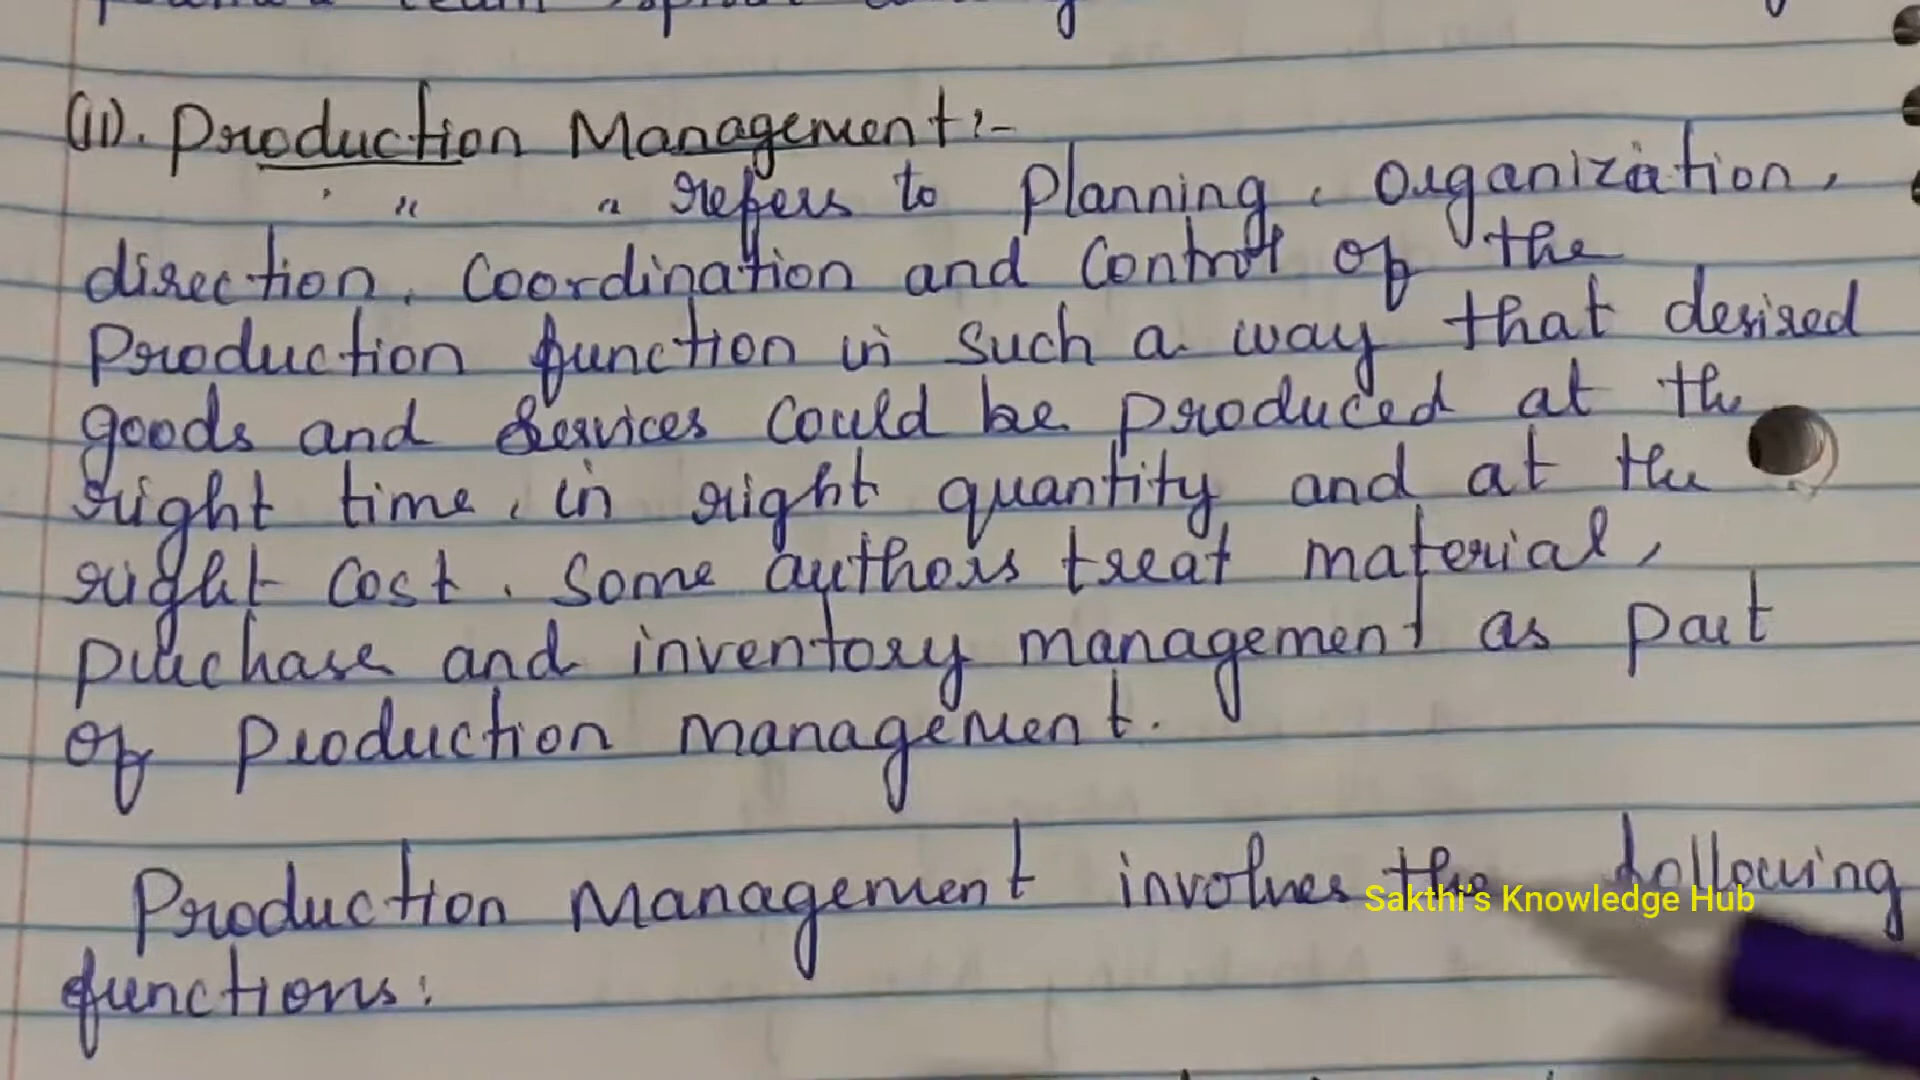 team
(ii). Production Management:-
" " " refers to planning, organization,
direction, Coordination and Control of the
Production function in such a way that desired
goods and services could be produced at the
right time, in right quantity and at the
right cost. Some authors treat material,
purchase and inventory management as part
of production management.
Production Management involves the following
Sakthi's Knowledge Hub
functions: